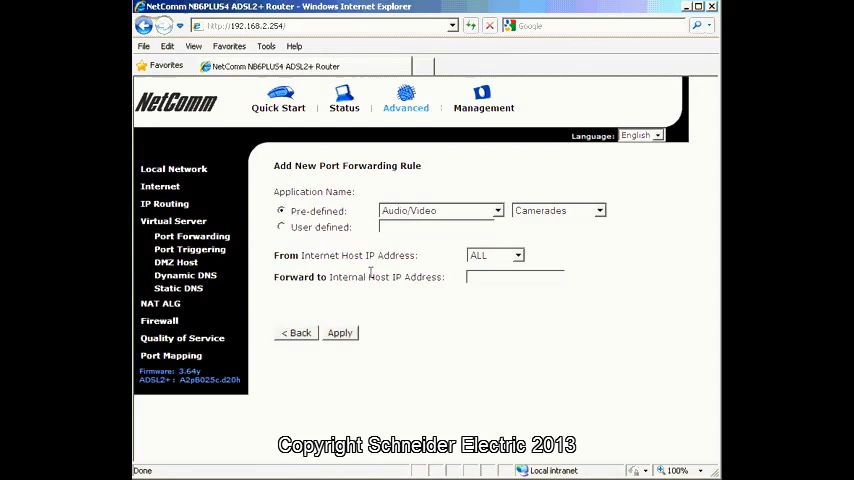 NetComm NB6PLUS4 ADSL2+ Router - Windows Internet Explorer
http://192.168.2.254/
Google
File Edit View Favorites Tools Help
Favorites NetComm NB6PLUS4 ADSL2+ Router
NetComm
Quick Start Status Advanced Management
Language: English
Local Network
Internet
IP Routing
Virtual Server
Port Forwarding
Port Triggering
DMZ Host
Dynamic DNS
Static DNS
NAT ALG
Firewall
Quality of Service
Port Mapping
Firmware: 3.64y
ADSL2+ : A2pB025c.d20h
Add New Port Forwarding Rule
Application Name:
Pre-defined: Audio/Video Camerades
User defined:
From Internet Host IP Address: ALL
Forward to Internal Host IP Address:
< Back Apply
Copyright Schneider Electric 2013
Done Local intranet 100%